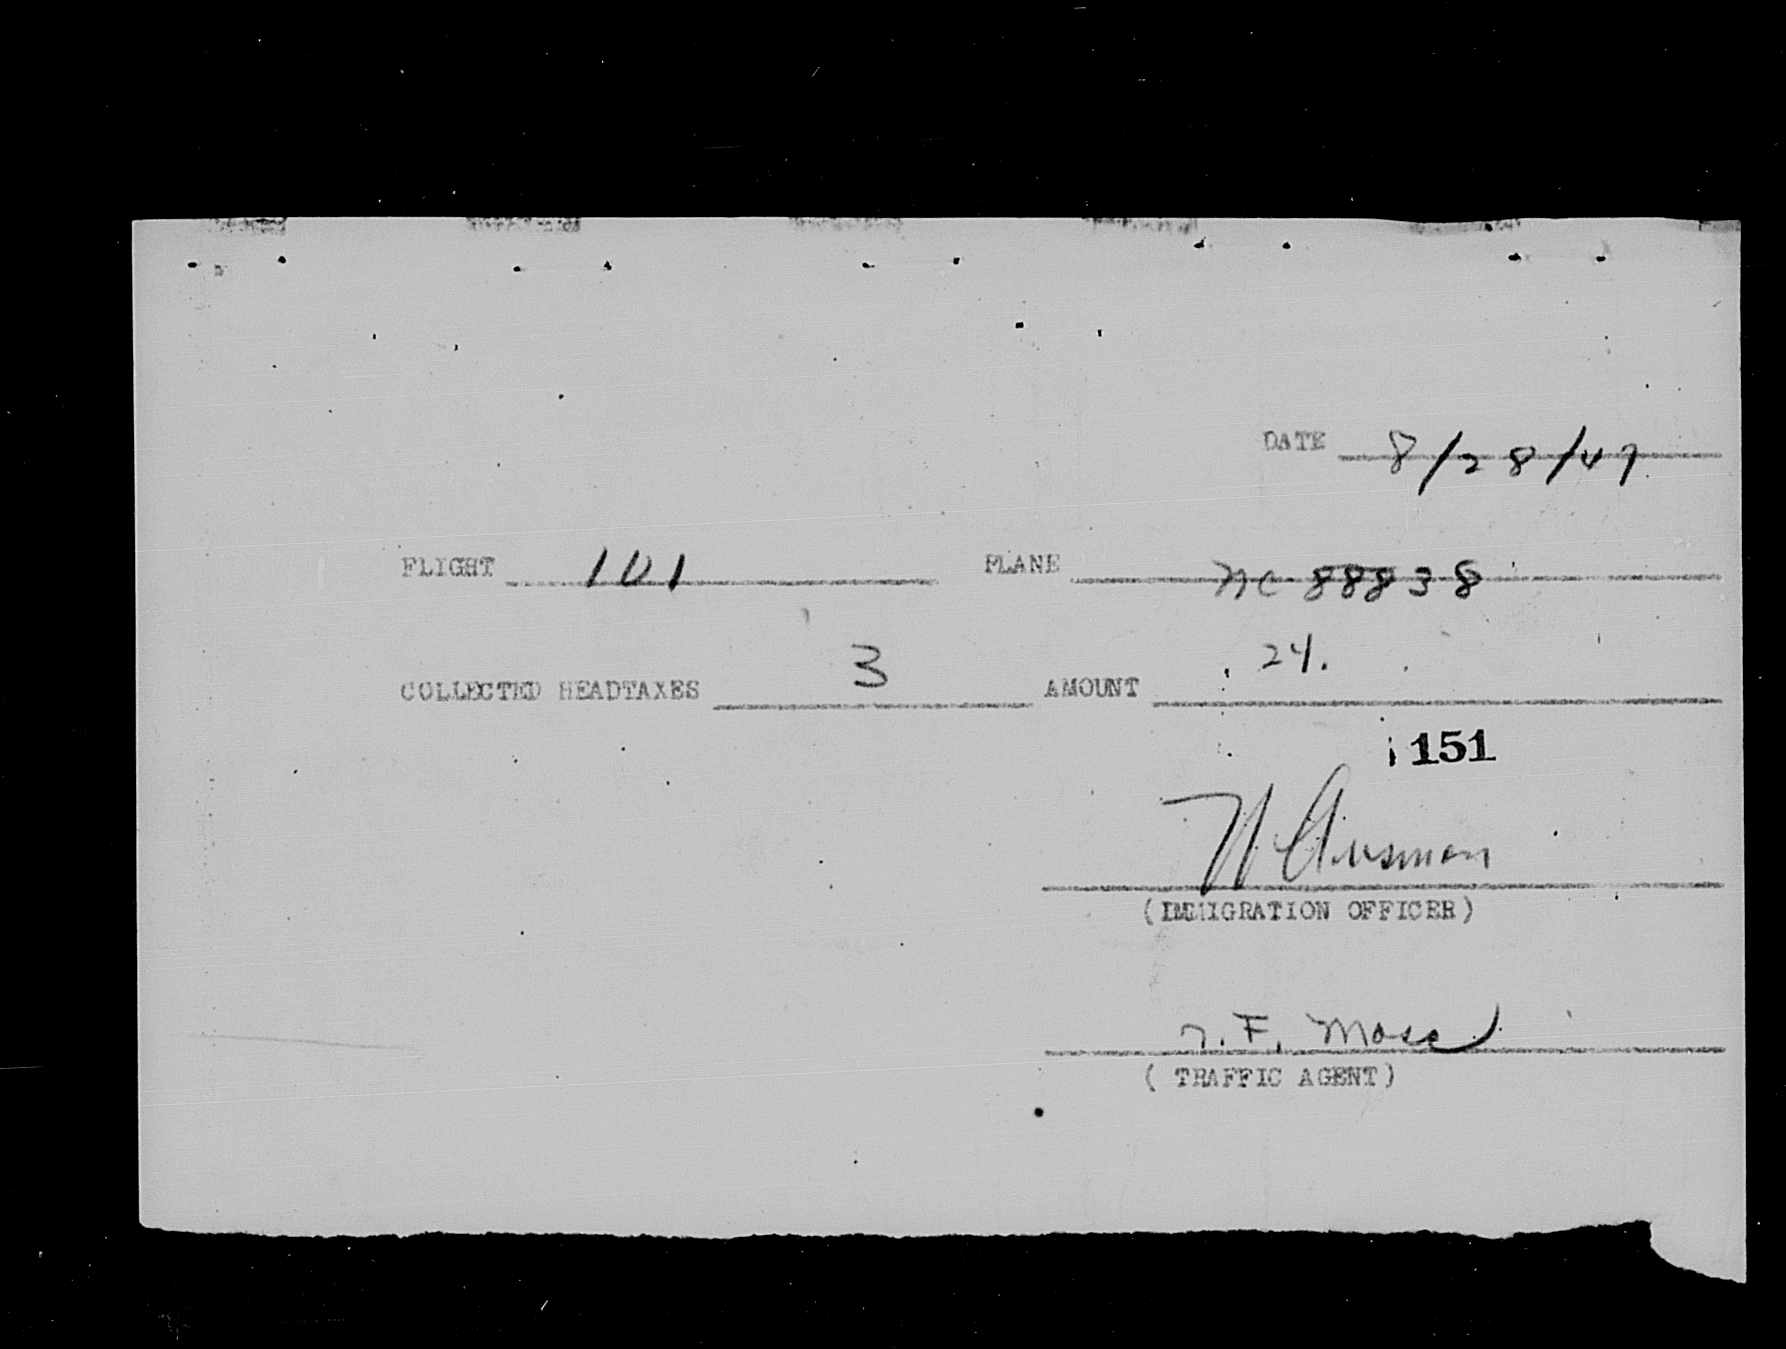 DATE 8/28/47
FLIGHT 101 PLANE NC 88838
COLLECTED HEADTAXES 3 AMOUNT 24.
151
(IMMIGRATION OFFICER)
F. Moss
( TRAFFIC AGENT)